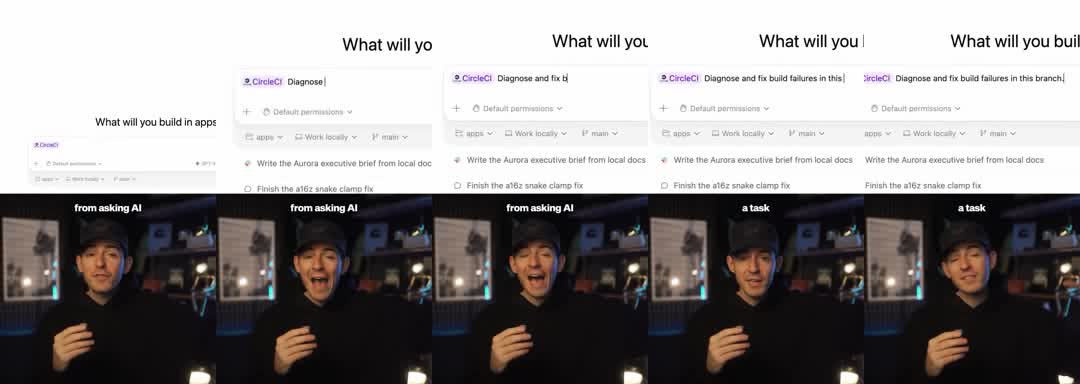 What will you build in apps
CircleCI
Default permissions
apps
Work locally
main
from asking AI
What will yo
CircleCI Diagnose
Default permissions
apps Work locally main
Write the Aurora executive brief from local doc
Finish the a16z snake clamp fix
from asking AI
What will you
CircleCI Diagnose and fix b
Default permissions
apps Work locally main
Write the Aurora executive brief from local docs
Finish the a16z snake clamp fix
from asking AI
What will you
CircleCI Diagnose and fix build failures in this
Default permissions
apps Work locally main
Write the Aurora executive brief from local docs
Finish the a16z snake clamp fix
a task
What will you buil
CircleCI Diagnose and fix build failures in this branch.
Default permissions
apps Work locally main
Write the Aurora executive brief from local docs
Finish the a16z snake clamp fix
a task